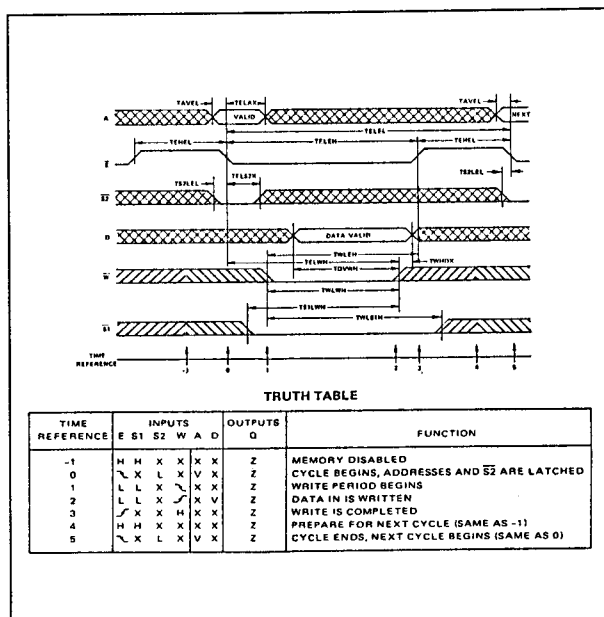 TAVEL TELAX TAVEL
A VALID NEXT
TELEL
TEHEL TELEH TEHEL
E
TS2LEL TELS2X TS2LEL
S2
D DATA VALID
TWLEH
TELWH TWHDX
TDVWH
W
TWLWH
TS1LWH
TWLS1H
S1
TIME REFERENCE -1 0 1 2 3 4 5
TRUTH TABLE
TIME REFERENCE INPUTS OUTPUTS FUNCTION
E S1 S2 W A D Q
-1 H H X X X X Z MEMORY DISABLED
0 X L X V X Z CYCLE BEGINS, ADDRESSES AND S2 ARE LATCHED
1 L L X X X Z WRITE PERIOD BEGINS
2 L L X X V Z DATA IN IS WRITTEN
3 X X H X X Z WRITE IS COMPLETED
4 H H X X X X Z PREPARE FOR NEXT CYCLE (SAME AS -1)
5 X L X V X Z CYCLE ENDS, NEXT CYCLE BEGINS (SAME AS 0)